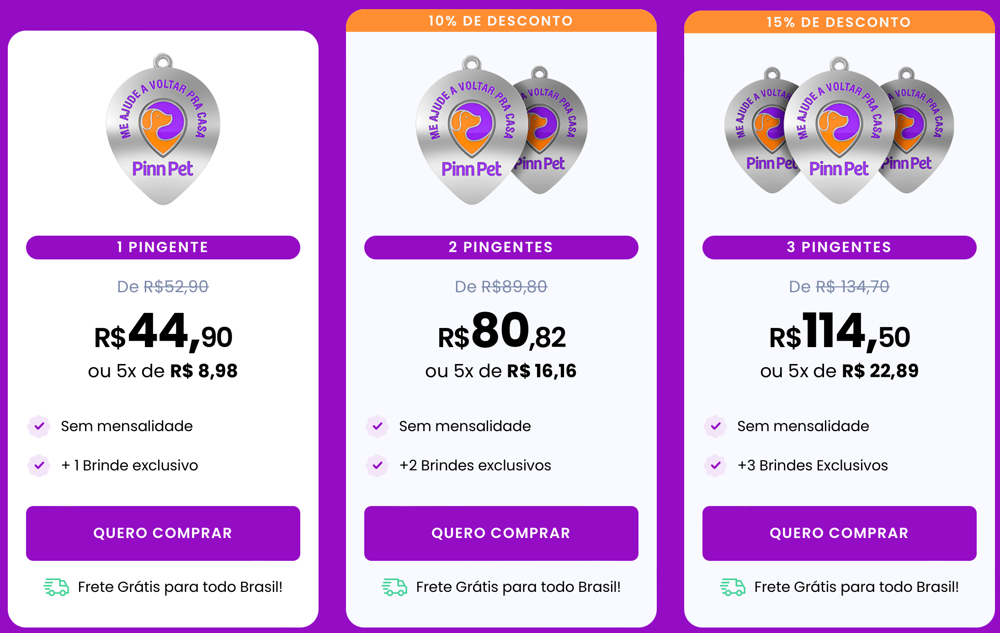 ME AJUDE A VOLTAR PRA CASA
Pinn Pet
1 PINGENTE
De R$52,90
R$44,90
ou 5x de R$ 8,98
Sem mensalidade
+ 1 Brinde exclusivo
QUERO COMPRAR
Frete Grátis para todo Brasil!
10% DE DESCONTO
ME AJUDE A VOLTAR PRA CASA
Pinn Pet
A VOLTAR PRA CASA
Pinn Pet
2 PINGENTES
De R$89,80
R$80,82
ou 5x de R$ 16,16
Sem mensalidade
+2 Brindes exclusivos
QUERO COMPRAR
Frete Grátis para todo Brasil!
15% DE DESCONTO
ME AJUDE A VOLTAR
Pinn Pet
ME AJUDE A VOLTAR PRA CASA
Pinn Pet
A VOLTAR PRA CASA
Pinn Pet
3 PINGENTES
De R$ 134,70
R$114,50
ou 5x de R$ 22,89
Sem mensalidade
+3 Brindes Exclusivos
QUERO COMPRAR
Frete Grátis para todo Brasil!